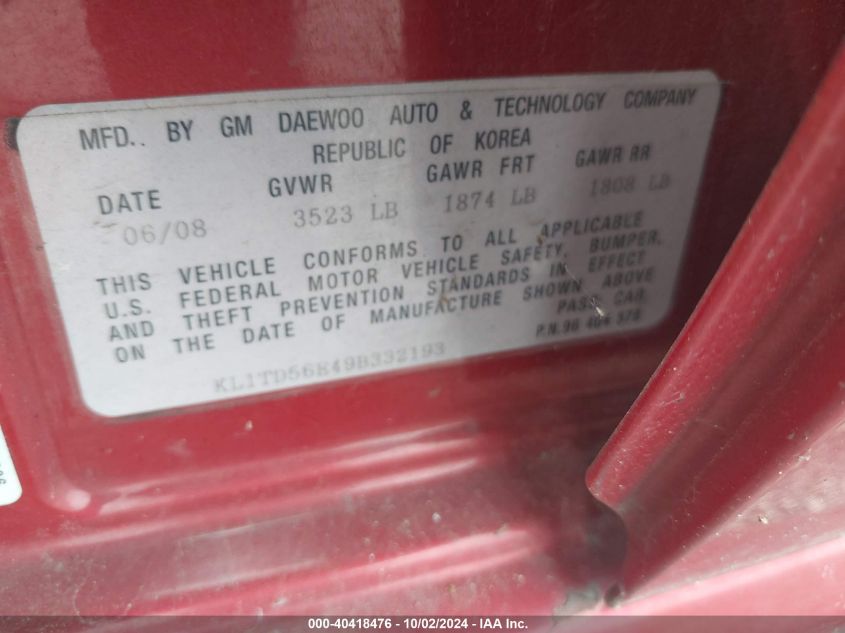 MFD.. BY GM DAEWOO AUTO & TECHNOLOGY COMPANY
REPUBLIC OF KOREA
DATE GVWR GAWR FRT GAWR RR
06/08 3523 LB 1874 LB 1808 LB
THIS VEHICLE CONFORMS TO ALL APPLICABLE
U.S. FEDERAL MOTOR VEHICLE SAFETY, BUMPER,
AND THEFT PREVENTION STANDARDS IN EFFECT
ON THE DATE OF MANUFACTURE SHOWN ABOVE
PASS CAR
P.N.96 404 578
KL1TD56E49B332193
000-40418476 - 10/02/2024 - IAA Inc.